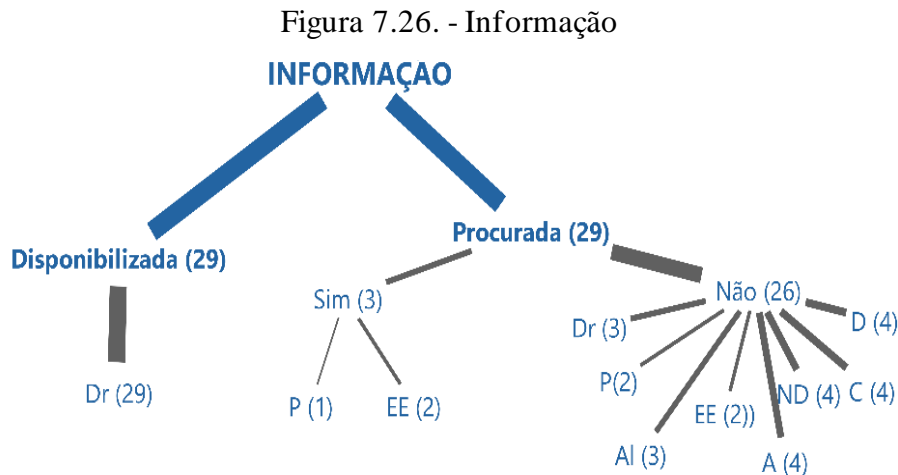 Figura 7.26. - Informação
INFORMAÇAO
Disponibilizada (29)
Procurada (29)
Sim (3)
Não (26)
Dr (29)
P (1)
EE (2)
Dr (3)
P(2)
Al (3)
EE (2))
A (4)
ND (4)
C (4)
D (4)